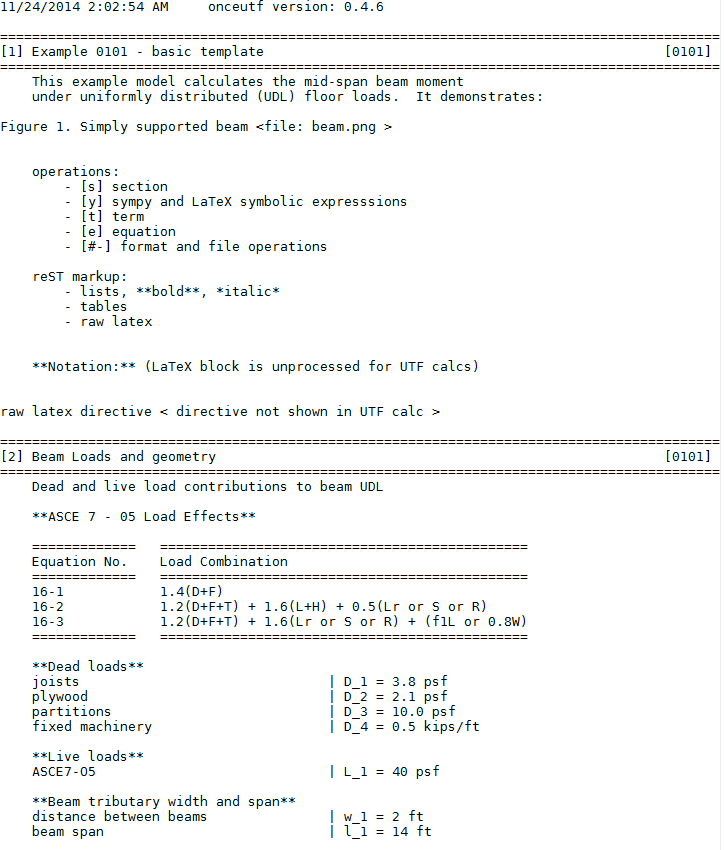 11/24/2014 2:02:54 AM     onceutf version: 0.4.6
==========================================================================================
[1] Example 0101 - basic template                                                  [0101]
==========================================================================================
    This example model calculates the mid-span beam moment
    under uniformly distributed (UDL) floor loads.  It demonstrates:
Figure 1. Simply supported beam <file: beam.png >
    operations:
        - [s] section
        - [y] sympy and LaTeX symbolic expresssions
        - [t] term
        - [e] equation
        - [#-] format and file operations
    reST markup:
        - lists, **bold**, *italic*
        - tables
        - raw latex
    **Notation:** (LaTeX block is unprocessed for UTF calcs)
raw latex directive < directive not shown in UTF calc >
==========================================================================================
[2] Beam Loads and geometry                                                        [0101]
==========================================================================================
    Dead and live load contributions to beam UDL
    **ASCE 7 - 05 Load Effects**
    =============   ==============================================
    Equation No.    Load Combination
    =============   ==============================================
    16-1            1.4(D+F)
    16-2            1.2(D+F+T) + 1.6(L+H) + 0.5(Lr or S or R)
    16-3            1.2(D+F+T) + 1.6(Lr or S or R) + (f1L or 0.8W)
    =============   ==============================================
    **Dead loads**
    joists                               | D_1 = 3.8 psf
    plywood                              | D_2 = 2.1 psf
    partitions                           | D_3 = 10.0 psf
    fixed machinery                      | D_4 = 0.5 kips/ft
    **Live loads**
    ASCE7-05                             | L_1 = 40 psf
    **Beam tributary width and span**
    distance between beams               | w_1 = 2 ft
    beam span                            | l_1 = 14 ft